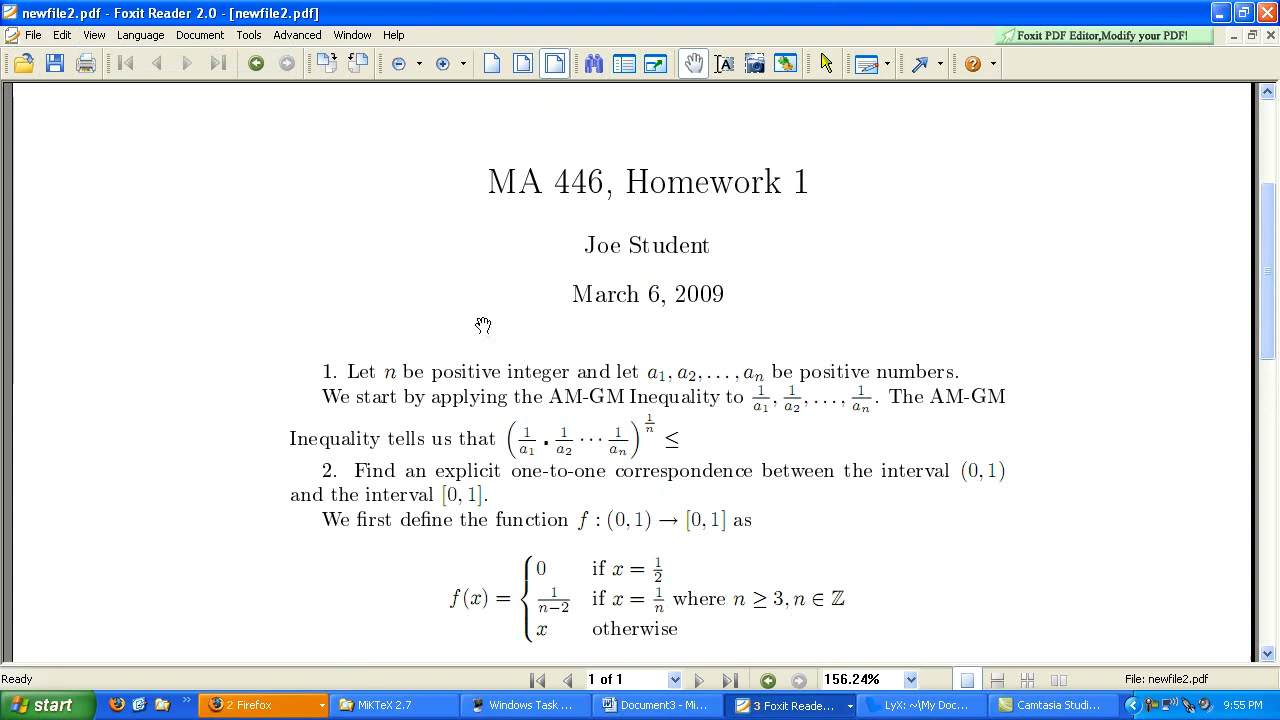 newfile2.pdf - Foxit Reader 2.0 - [newfile2.pdf]
File Edit View Language Document Tools Advanced Window Help
Foxit PDF Editor,Modify your PDF!
MA 446, Homework 1
Joe Student
March 6, 2009
1. Let n be positive integer and let a₁, a₂, …, aₙ be positive numbers.
We start by applying the AM-GM Inequality to 1/a₁, 1/a₂, …, 1/aₙ. The AM-GM
Inequality tells us that (1/a₁ ▪ 1/a₂ ⋯ 1/aₙ)^(1/n) ≤
2. Find an explicit one-to-one correspondence between the interval (0, 1)
and the interval [0, 1].
We first define the function f : (0, 1) → [0, 1] as
f(x) = { 0 if x = 1/2
1/(n−2) if x = 1/n where n ≥ 3, n ∈ ℤ
x otherwise
Ready
1 of 1
156.24%
File: newfile2.pdf
start
2 Firefox
MiKTeX 2.7
Windows Task ...
Document3 - Mi...
3 Foxit Reade...
LyX: ~\My Docu...
Camtasia Studi...
9:55 PM